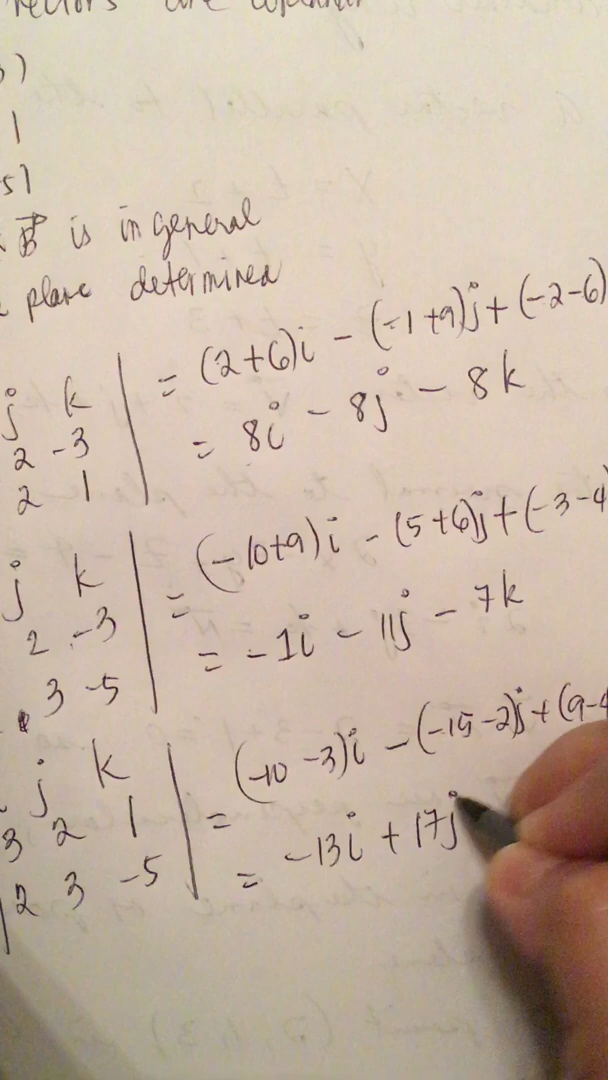 vectors are coplanar
3)
1
5)
B is in general
plane determined
j k = (2+6)i - (-1+9)j + (-2-6)
2 -3 = 8i - 8j - 8k
2 1
j k = (-10+9)i - (5+6)j + (-3-4
2 -3 = -1i - 11j - 7k
3 -5
j k = (-10-3)i - (-15-2)j + (9-4
3 2 1 = -13i + 17j
2 3 -5